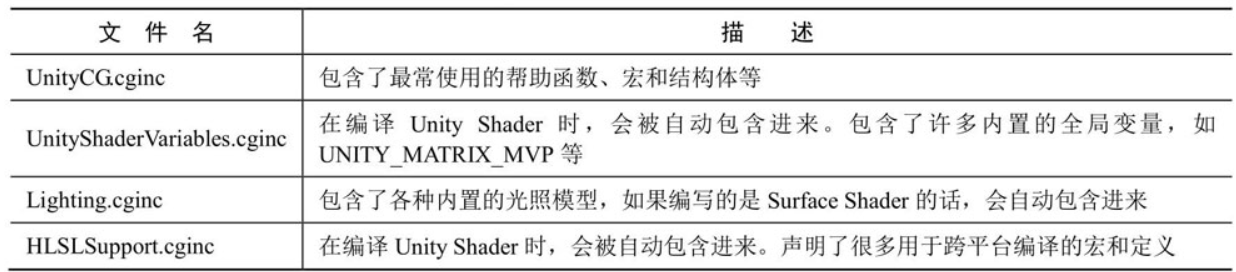 文 件 名 描 述
UnityCG.cginc 包含了最常使用的帮助函数、宏和结构体等
UnityShaderVariables.cginc 在编译 Unity Shader 时，会被自动包含进来。包含了许多内置的全局变量，如
UNITY_MATRIX_MVP 等
Lighting.cginc 包含了各种内置的光照模型，如果编写的是 Surface Shader 的话，会自动包含进来
HLSLSupport.cginc 在编译 Unity Shader 时，会被自动包含进来。声明了很多用于跨平台编译的宏和定义